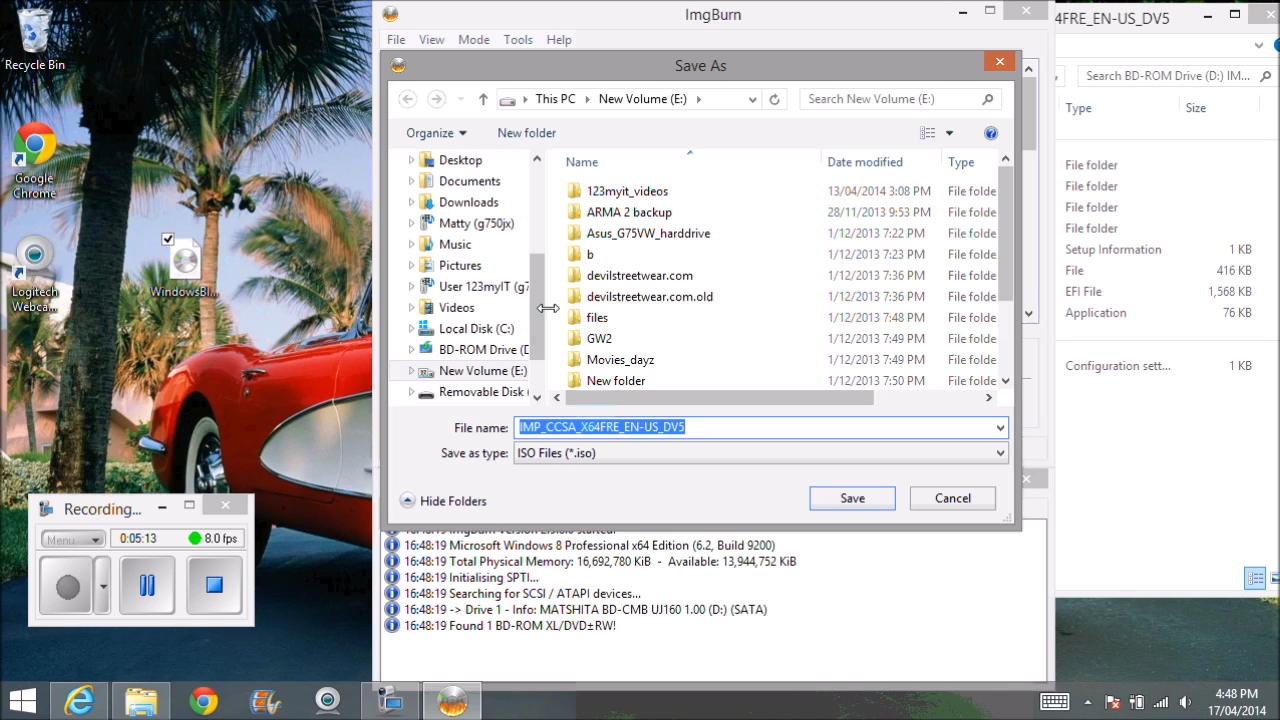 Recycle Bin
Google
Chrome
Logitech
Webca...
WindowsBl...
Recording...
Menu
0:05:13
8.0 fps
ImgBurn
File View Mode Tools Help
Save As
This PC
New Volume (E:)
Search New Volume (E:)
Organize
New folder
Desktop
Documents
Downloads
Matty (g750jx)
Music
Pictures
User 123myIT (g7
Videos
Local Disk (C:)
BD-ROM Drive (D
New Volume (E:)
Removable Disk
Name Date modified Type
123myit_videos 13/04/2014 3:08 PM File folde
ARMA 2 backup 28/11/2013 9:53 PM File folde
Asus_G75VW_harddrive 1/12/2013 7:22 PM File folde
b 1/12/2013 7:23 PM File folde
devilstreetwear.com 1/12/2013 7:36 PM File folde
devilstreetwear.com.old 1/12/2013 7:36 PM File folde
files 1/12/2013 7:48 PM File folde
GW2 1/12/2013 7:49 PM File folde
Movies_dayz 1/12/2013 7:49 PM File folde
New folder 1/12/2013 7:50 PM File folde
File name: IMP_CCSA_X64FRE_EN-US_DV5
Save as type: ISO Files (*.iso)
Hide Folders
Save
Cancel
16:48:19 Microsoft Windows 8 Professional x64 Edition (6.2, Build 9200)
16:48:19 Total Physical Memory: 16,692,780 KiB - Available: 13,944,752 KiB
16:48:19 Initialising SPTI...
16:48:19 Searching for SCSI / ATAPI devices...
16:48:19 -> Drive 1 - Info: MATSHITA BD-CMB UJ160 1.00 (D:) (SATA)
16:48:19 Found 1 BD-ROM XL/DVD±RW!
4FRE_EN-US_DV5
Search BD-ROM Drive (D:) IM...
Type Size
File folder
File folder
File folder
File folder
Setup Information 1 KB
File 416 KB
EFI File 1,568 KB
Application 76 KB
Configuration sett... 1 KB
4:48 PM
17/04/2014